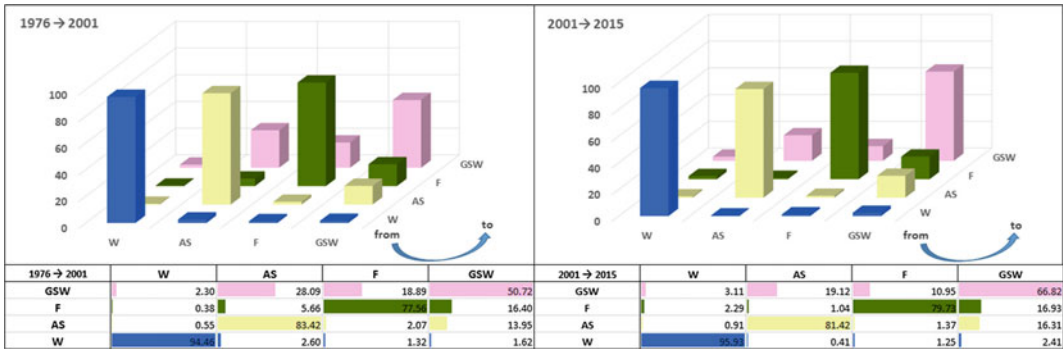 1976 → 2001
100
80
60
40
20
0
W AS F GSW
W
AS
F
GSW
from to
2001→ 2015
100
80
60
40
20
0
W AS F GSW
W
AS
F
GSW
from to
1976 → 2001 W AS F GSW
GSW 2.30 28.09 18.89 50.72
F 0.38 5.66 77.56 16.40
AS 0.55 83.42 2.07 13.95
W 94.46 2.60 1.32 1.62
2001 → 2015 W AS F GSW
GSW 3.11 19.12 10.95 66.82
F 2.29 1.04 79.73 16.93
AS 0.91 81.42 1.37 16.31
W 95.93 0.41 1.25 2.41